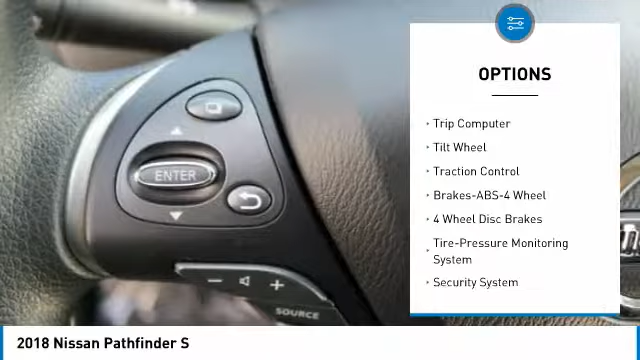 OPTIONS
Trip Computer
Tilt Wheel
Traction Control
Brakes-ABS-4 Wheel
4 Wheel Disc Brakes
Tire-Pressure Monitoring
System
Security System
ENTER
SOURCE
2018 Nissan Pathfinder S